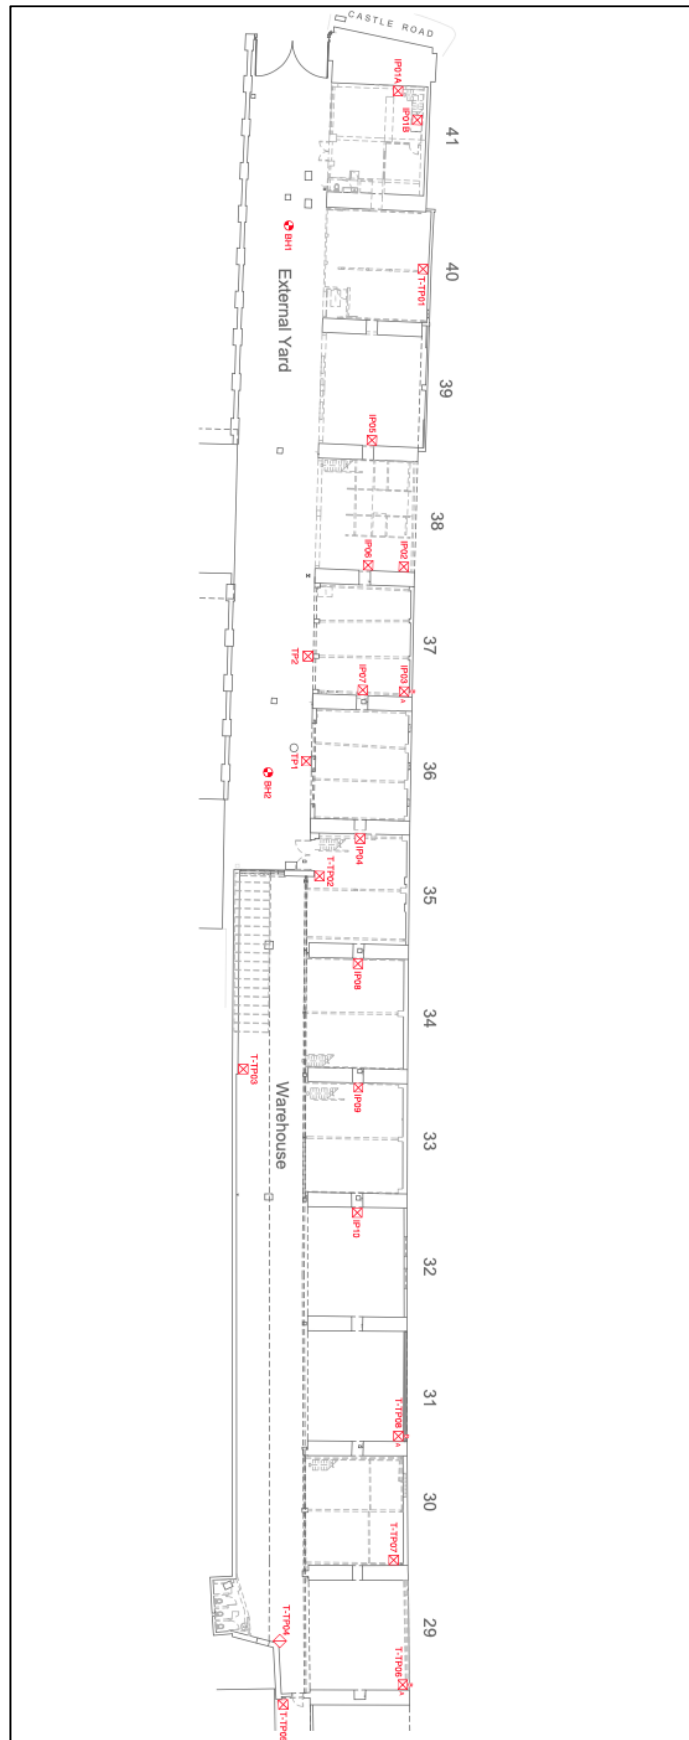 CASTLE ROAD
IP01A
IP01B
41
BH1
40
T-TP01
External Yard
39
IP05
38
IP06
IP02
37
TP2
IP07
IP03
A
36
TP1
BH2
IP04
T-TP02
35
IP08
34
T-TP03
Warehouse
IP09
33
IP10
32
31
T-TP08
A
30
T-TP07
29
T-TP04
T-TP06
A
T-TP05